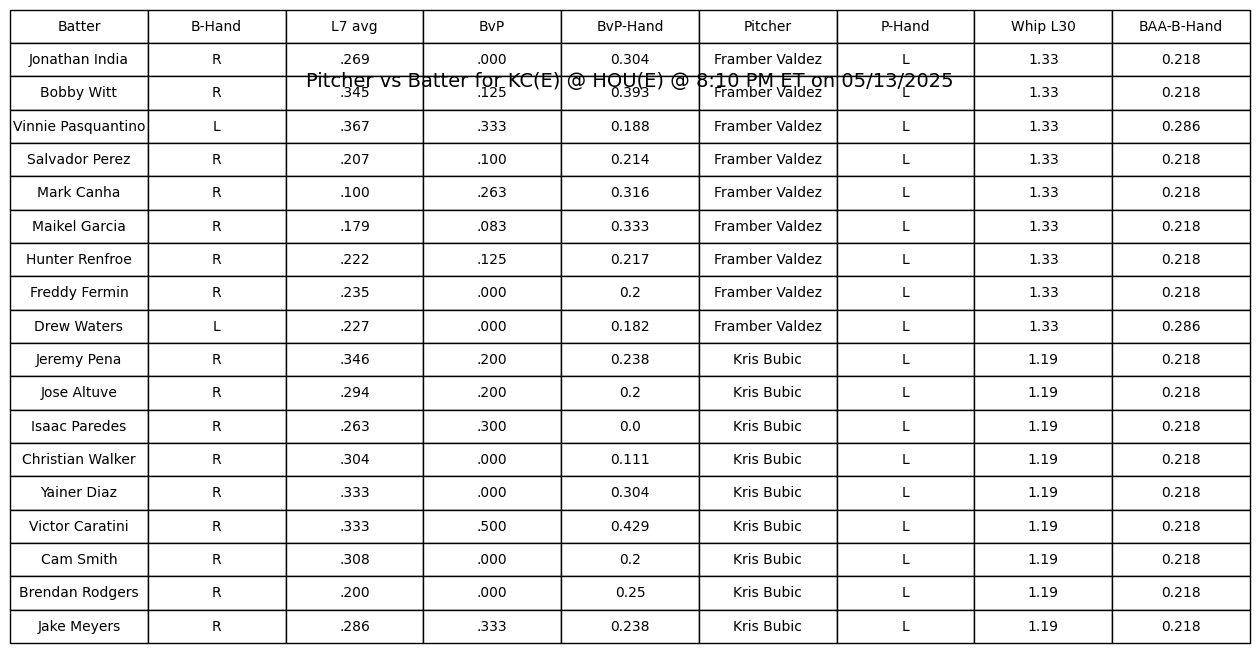 Batter B-Hand L7 avg BvP BvP-Hand Pitcher P-Hand Whip L30 BAA-B-Hand
Jonathan India R .269 .000 0.304 Framber Valdez L 1.33 0.218
Pitcher vs Batter for KC(E) @ HOU(E) @ 8:10 PM ET on 05/13/2025
Bobby Witt R .345 .125 0.393 Framber Valdez L 1.33 0.218
Vinnie Pasquantino L .367 .333 0.188 Framber Valdez L 1.33 0.286
Salvador Perez R .207 .100 0.214 Framber Valdez L 1.33 0.218
Mark Canha R .100 .263 0.316 Framber Valdez L 1.33 0.218
Maikel Garcia R .179 .083 0.333 Framber Valdez L 1.33 0.218
Hunter Renfroe R .222 .125 0.217 Framber Valdez L 1.33 0.218
Freddy Fermin R .235 .000 0.2 Framber Valdez L 1.33 0.218
Drew Waters L .227 .000 0.182 Framber Valdez L 1.33 0.286
Jeremy Pena R .346 .200 0.238 Kris Bubic L 1.19 0.218
Jose Altuve R .294 .200 0.2 Kris Bubic L 1.19 0.218
Isaac Paredes R .263 .300 0.0 Kris Bubic L 1.19 0.218
Christian Walker R .304 .000 0.111 Kris Bubic L 1.19 0.218
Yainer Diaz R .333 .000 0.304 Kris Bubic L 1.19 0.218
Victor Caratini R .333 .500 0.429 Kris Bubic L 1.19 0.218
Cam Smith R .308 .000 0.2 Kris Bubic L 1.19 0.218
Brendan Rodgers R .200 .000 0.25 Kris Bubic L 1.19 0.218
Jake Meyers R .286 .333 0.238 Kris Bubic L 1.19 0.218